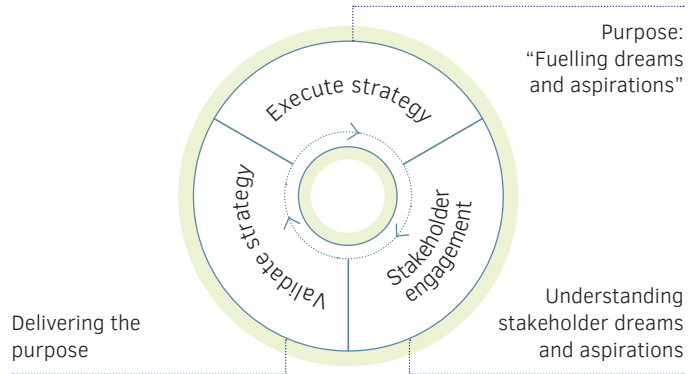 Purpose:
“Fuelling dreams
and aspirations”
Execute strategy
Stakeholder
engagement
Validate strategy
Understanding
stakeholder dreams
and aspirations
Delivering the
purpose